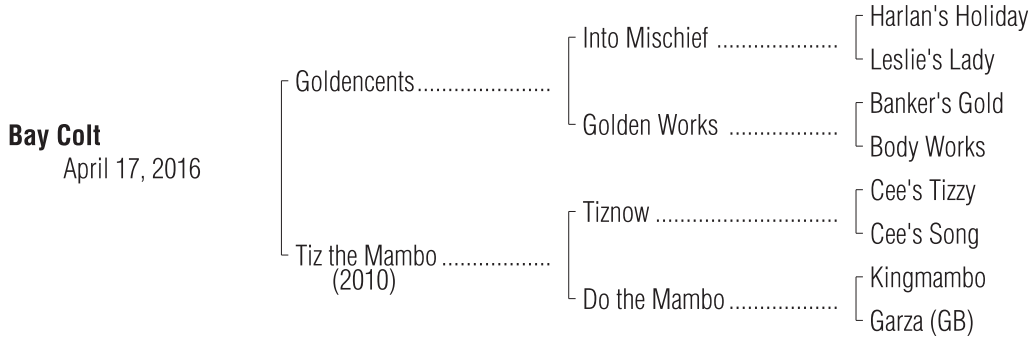 Harlan's Holiday
Into Mischief ....................
Leslie's Lady
Goldencents......................
Banker's Gold
Golden Works ..................
Body Works
Bay Colt
April 17, 2016
Cee's Tizzy
Tiznow ..............................
Cee's Song
Tiz the Mambo ..................
(2010)
Kingmambo
Do the Mambo..................
Garza (GB)